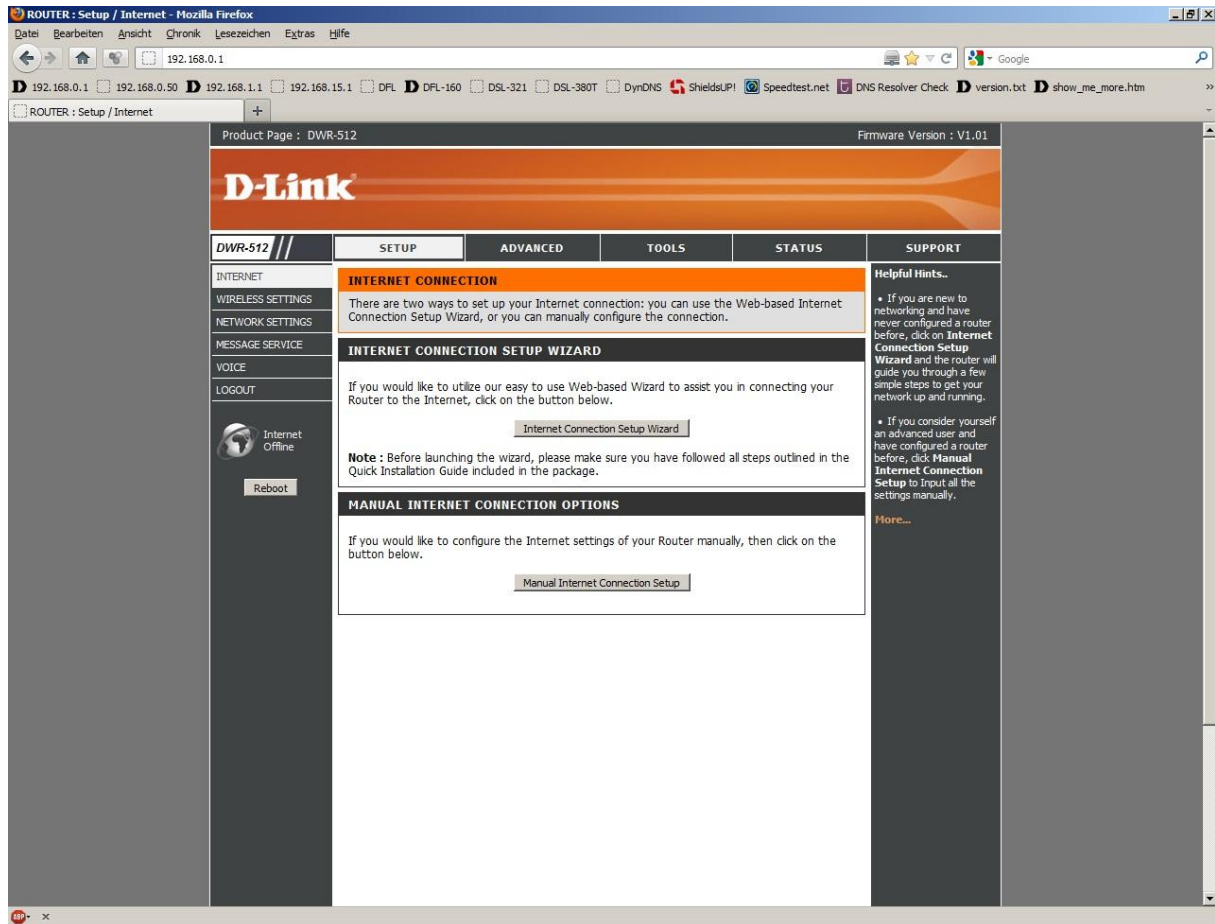 ROUTER : Setup / Internet - Mozilla Firefox
Datei Bearbeiten Ansicht Chronik Lesezeichen Extras Hilfe
192.168.0.1
Google
192.168.0.1 192.168.0.50 192.168.1.1 192.168.15.1 DFL DFL-160 DSL-321 DSL-380T DynDNS ShieldsUP! Speedtest.net DNS Resolver Check version.txt show_me_more.htm
ROUTER : Setup / Internet
Product Page : DWR-512 Firmware Version : V1.01
D-Link
DWR-512 SETUP ADVANCED TOOLS STATUS SUPPORT
INTERNET
WIRELESS SETTINGS
NETWORK SETTINGS
MESSAGE SERVICE
VOICE
LOGOUT
Internet
Offline
Reboot
INTERNET CONNECTION
There are two ways to set up your Internet connection: you can use the Web-based Internet
Connection Setup Wizard, or you can manually configure the connection.
INTERNET CONNECTION SETUP WIZARD
If you would like to utilize our easy to use Web-based Wizard to assist you in connecting your
Router to the Internet, click on the button below.
Internet Connection Setup Wizard
Note : Before launching the wizard, please make sure you have followed all steps outlined in the
Quick Installation Guide included in the package.
MANUAL INTERNET CONNECTION OPTIONS
If you would like to configure the Internet settings of your Router manually, then click on the
button below.
Manual Internet Connection Setup
Helpful Hints..
• If you are new to
networking and have
never configured a router
before, click on Internet
Connection Setup
Wizard and the router will
guide you through a few
simple steps to get your
network up and running.
• If you consider yourself
an advanced user and
have configured a router
before, click Manual
Internet Connection
Setup to Input all the
settings manually.
More...
ABP